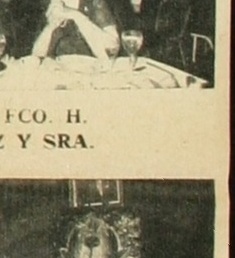 FCO. H.
Z Y SRA.